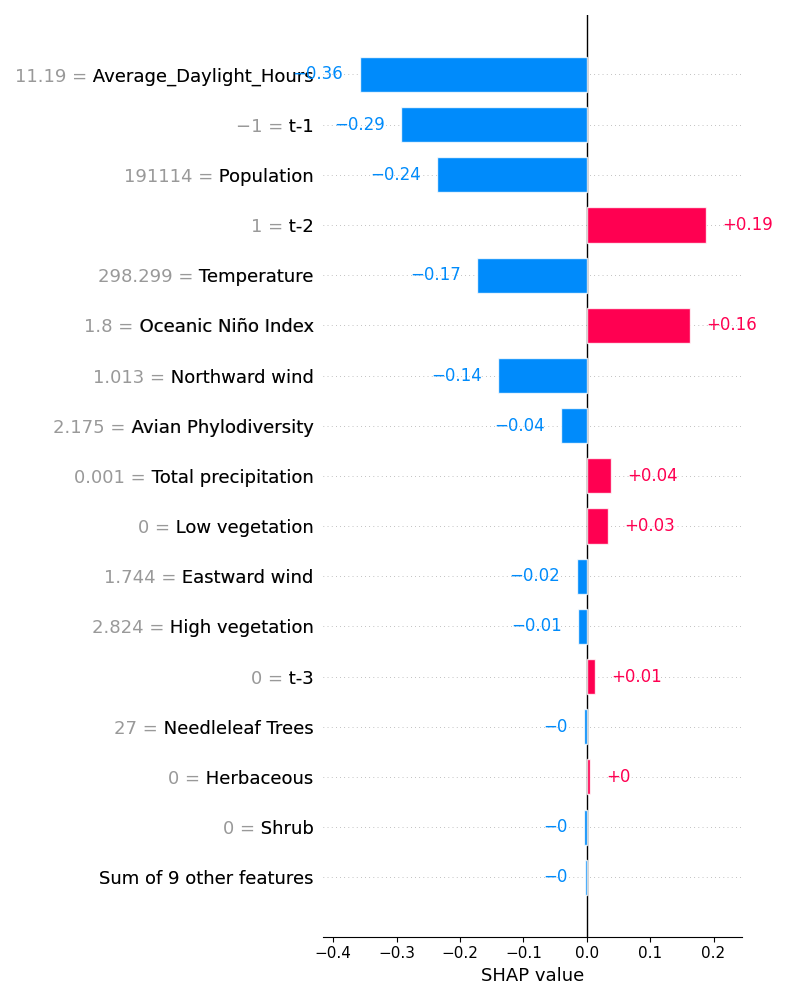 11.19 = Average_Daylight_Hours −0.36
−1 = t-1 −0.29
191114 = Population −0.24
1 = t-2 +0.19
298.299 = Temperature −0.17
1.8 = Oceanic Niño Index +0.16
1.013 = Northward wind −0.14
2.175 = Avian Phylodiversity −0.04
0.001 = Total precipitation +0.04
0 = Low vegetation +0.03
1.744 = Eastward wind −0.02
2.824 = High vegetation −0.01
0 = t-3 +0.01
27 = Needleleaf Trees −0
0 = Herbaceous +0
0 = Shrub −0
Sum of 9 other features −0
−0.4 −0.3 −0.2 −0.1 0.0 0.1 0.2
SHAP value